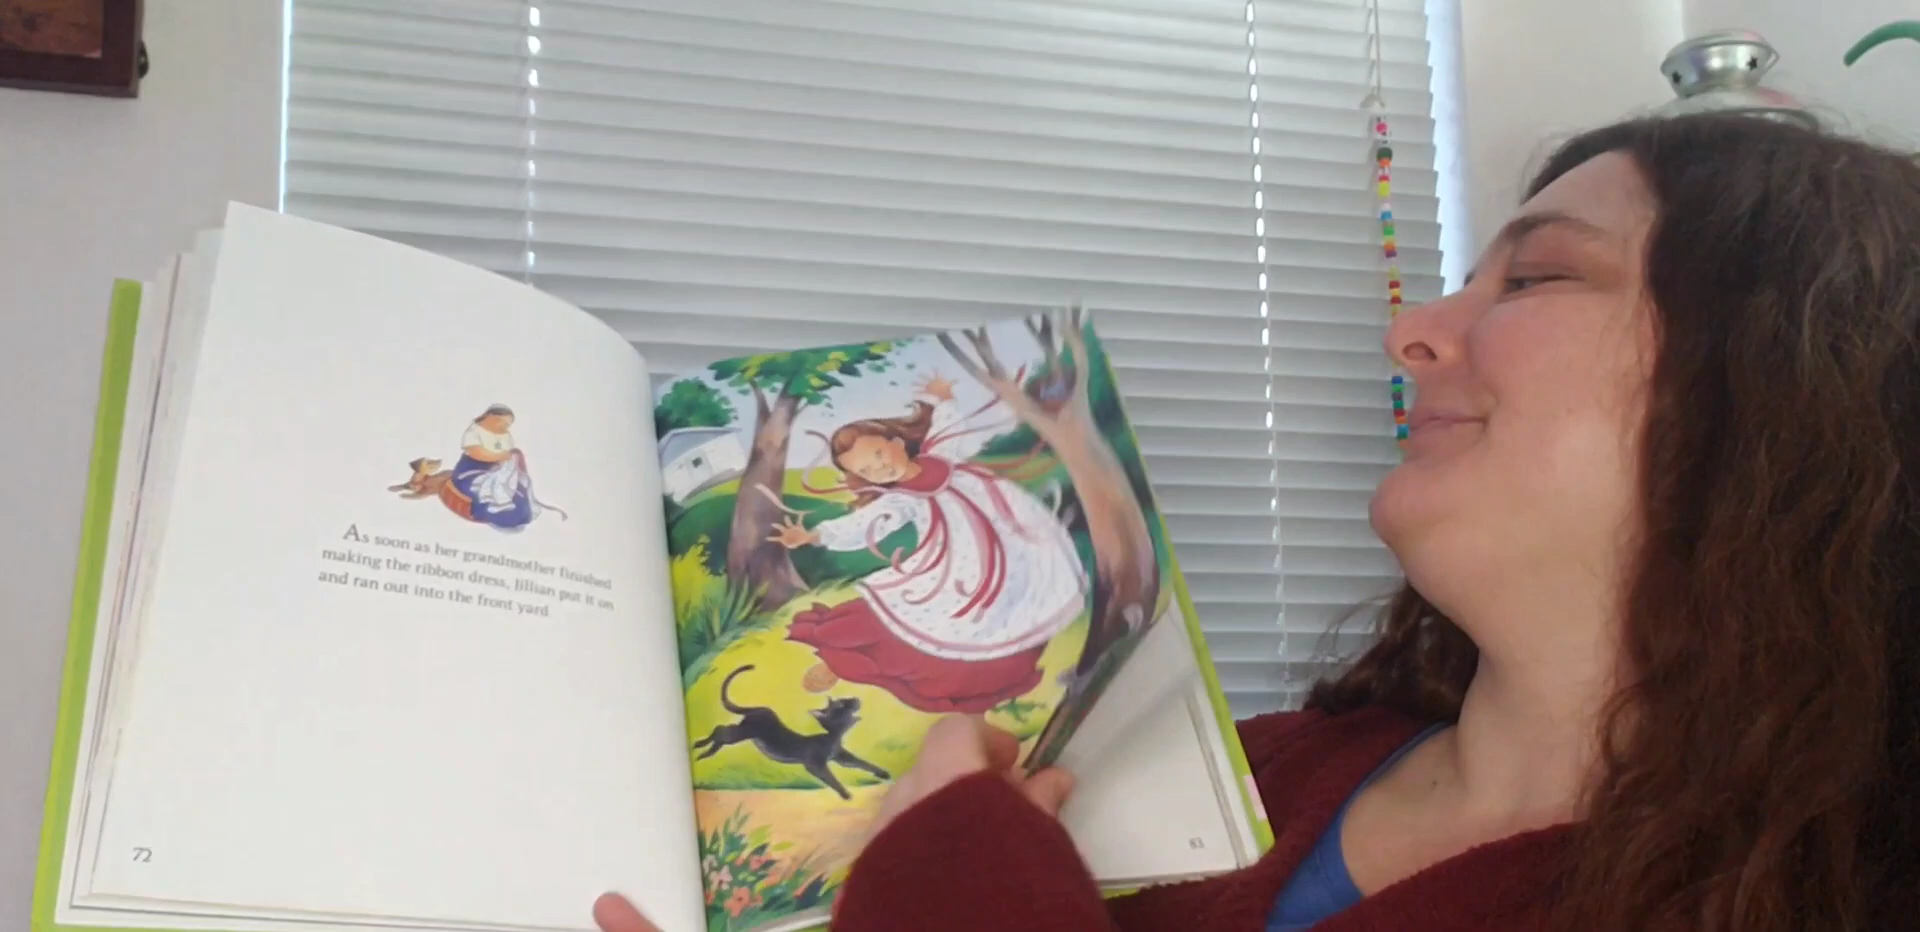 As soon as her grandmother finished
making the ribbon dress, Jillian put it on
and ran out into the front yard
72
83